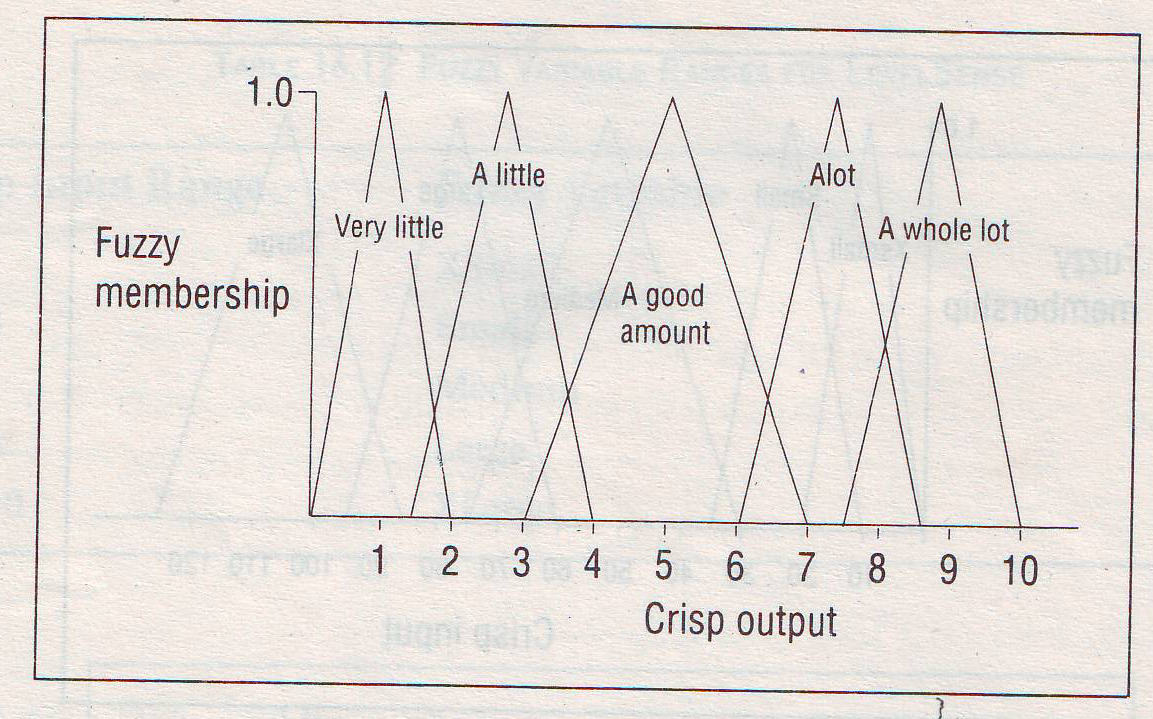 1.0
A little
Alot
Very little
A whole lot
Fuzzy
membership
A good
amount
1 2 3 4 5 6 7 8 9 10
Crisp output